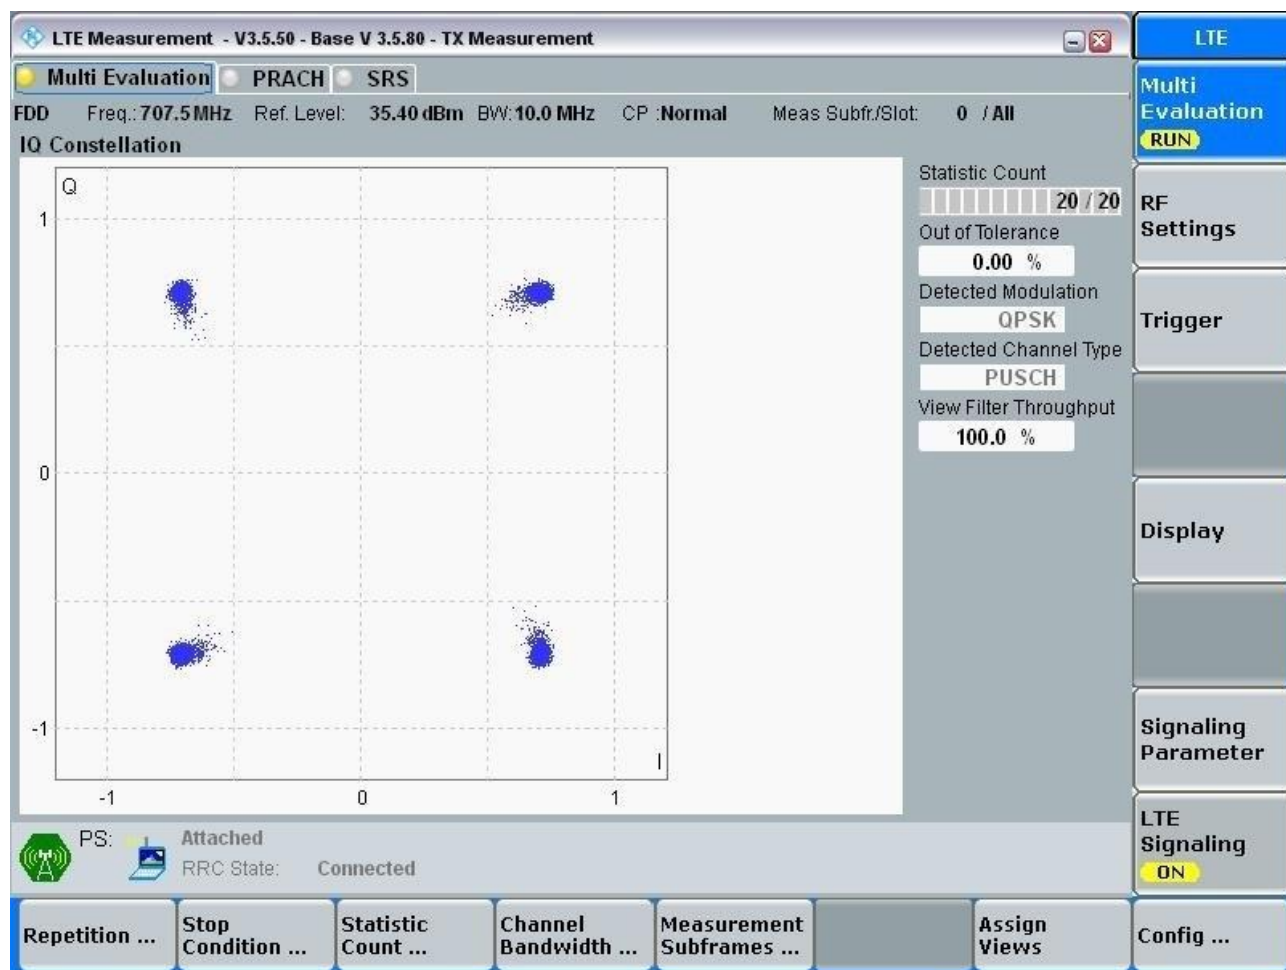 LTE Measurement - V3.5.50 - Base V 3.5.80 - TX Measurement
LTE
Multi Evaluation PRACH SRS
FDD Freq.: 707.5 MHz Ref. Level: 35.40 dBm BW: 10.0 MHz CP :Normal Meas Subfr./Slot: 0 / All
IQ Constellation
Q
1
0
-1
I
-1 0 1
Statistic Count
20 / 20
Out of Tolerance
0.00 %
Detected Modulation
QPSK
Detected Channel Type
PUSCH
View Filter Throughput
100.0 %
Multi
Evaluation
RUN
RF
Settings
Trigger
Display
Signaling
Parameter
LTE
Signaling
ON
PS: Attached
RRC State: Connected
Repetition ...
Stop
Condition ...
Statistic
Count ...
Channel
Bandwidth ...
Measurement
Subframes ...
Assign
Views
Config ...